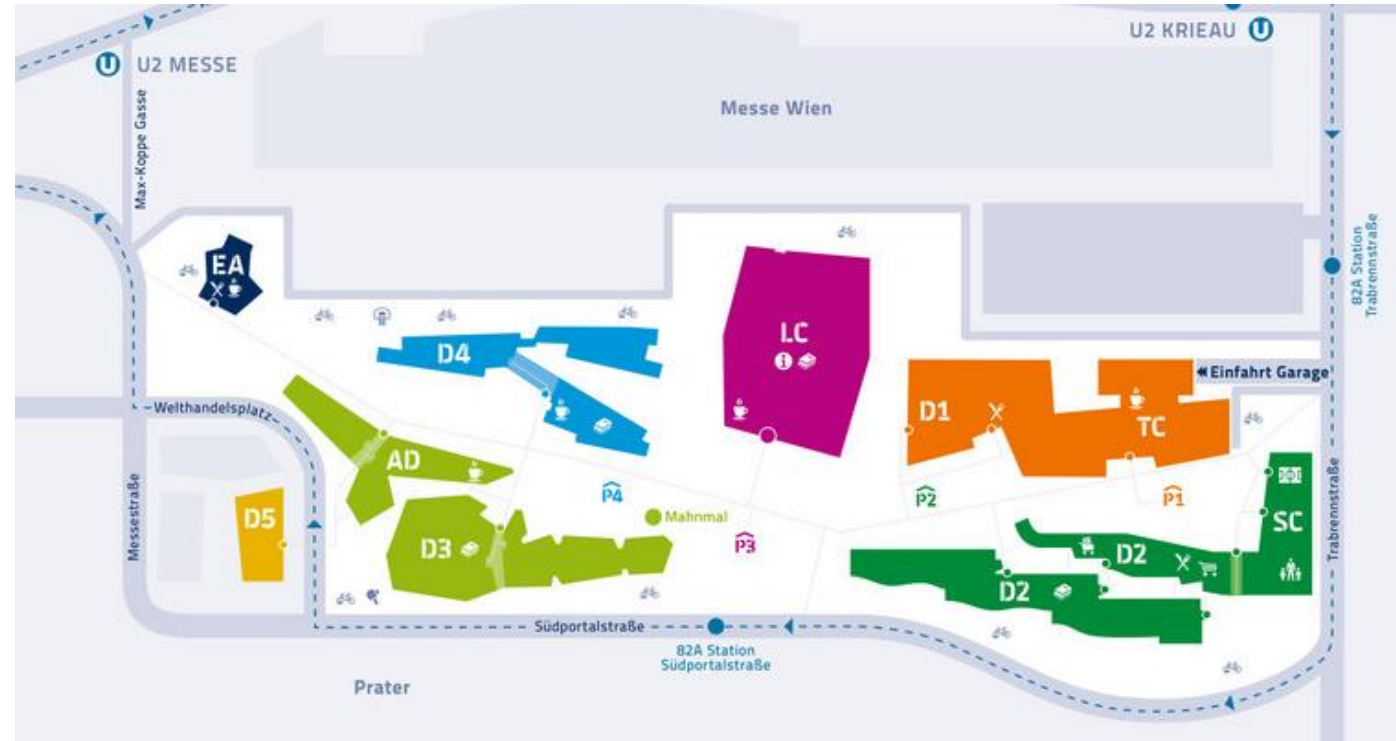 U2 KRIEAU U
U U2 MESSE
Messe Wien
Max-Koppe Gasse
82A Station
Trabrennstraße
EA
LC
i
D4
Einfahrt Garage
Welthandelsplatz
D1
TC
AD
P4
P2
P1
Mahnmal
P3
D5
D3
SC
D2
D2
Messestraße
Trabrennstraße
Südportalstraße
82A Station
Südportalstraße
Prater